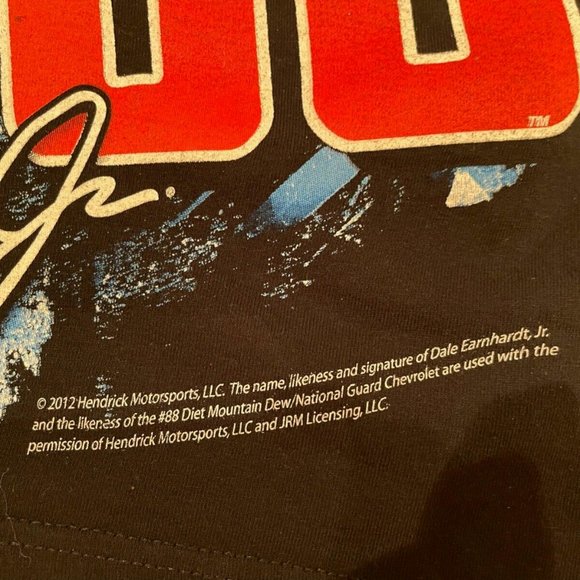 88
TM
Jr.
© 2012 Hendrick Motorsports, LLC. The name, likeness and signature of Dale Earnhardt, Jr.
and the likeness of the #88 Diet Mountain Dew/National Guard Chevrolet are used with the
permission of Hendrick Motorsports, LLC and JRM Licensing, LLC.